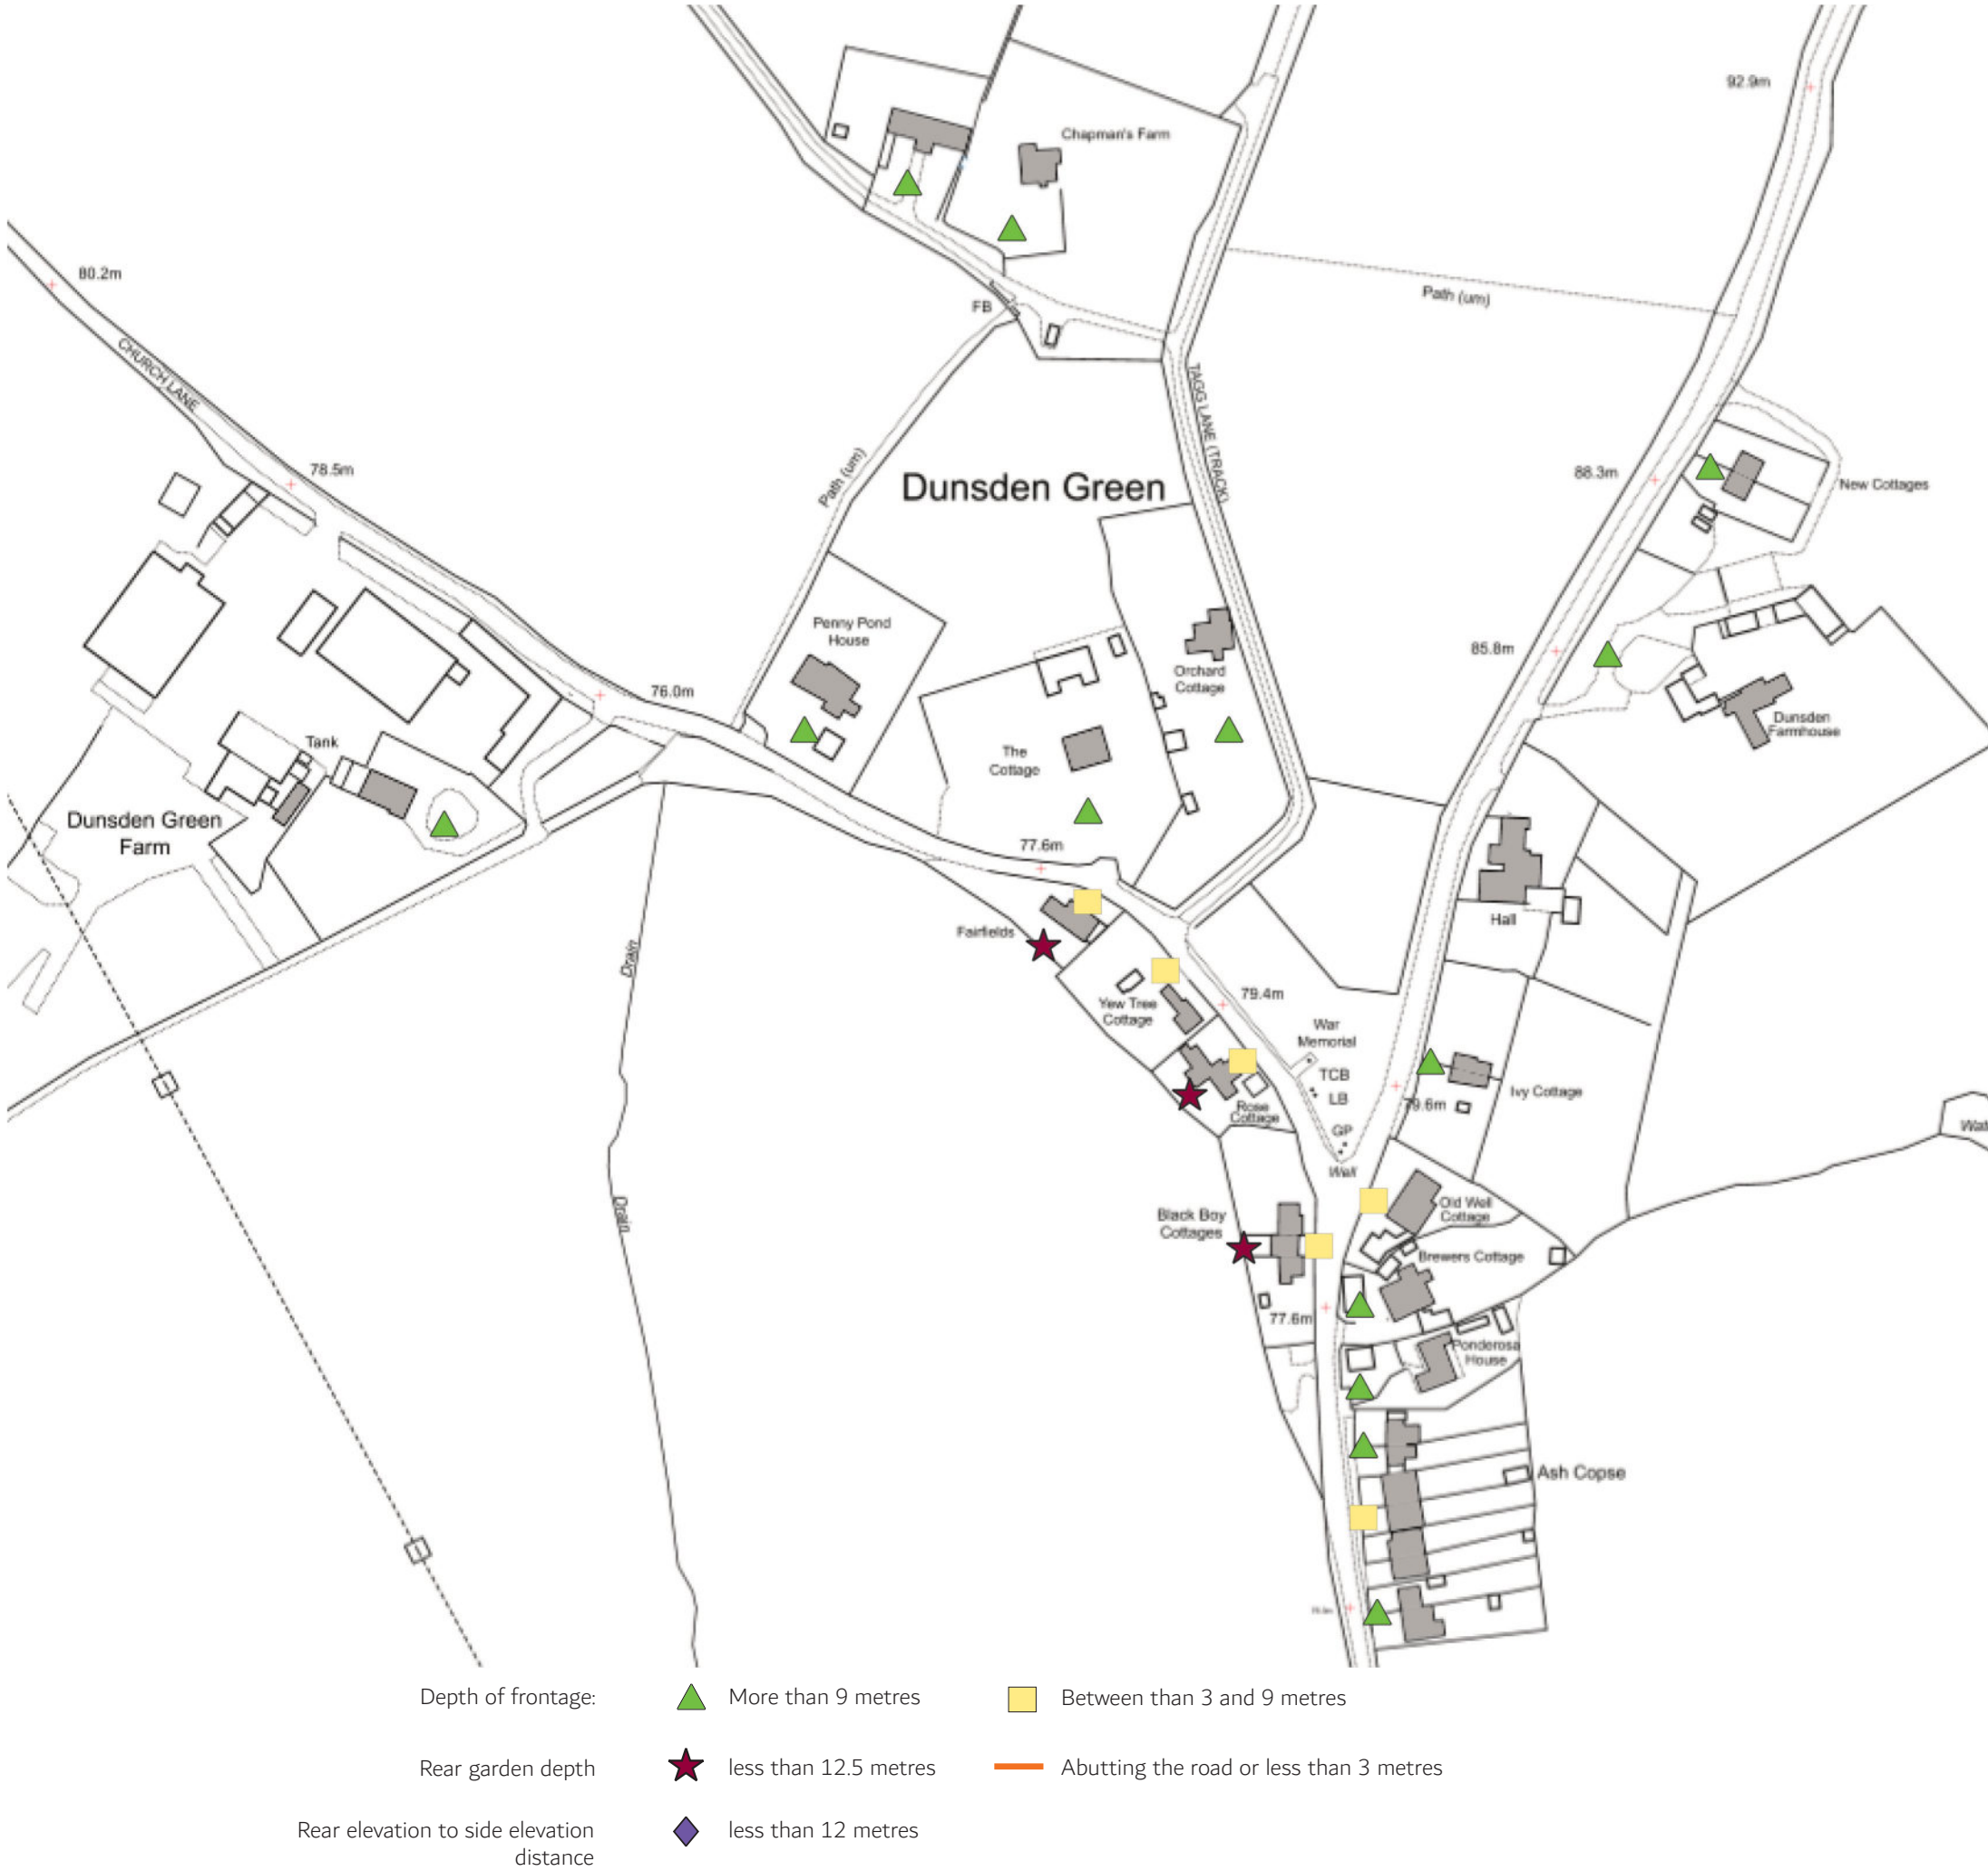 92.9m
Chapman's Farm
80.2m
Path (um)
FB
CHURCH LANE
TAGG LANE (TRACK)
78.5m
Path (um)
Dunsden Green
88.3m
New Cottages
Penny Pond
House
85.8m
Orchard
Cottage
76.0m
Dunsden
Farmhouse
Tank
The
Cottage
Dunsden Green
Farm
77.6m
Hall
Fairfields
Drain
79.4m
Yew Tree
Cottage
War
Memorial
TCB
LB
Ivy Cottage
79.6m
Rose
Cottage
GP
Wat
Well
Drain
Old Well
Cottage
Black Boy
Cottages
Brewers Cottage
77.6m
Ponderosa
House
Ash Copse
Depth of frontage:
More than 9 metres
Between than 3 and 9 metres
Rear garden depth
less than 12.5 metres
Abutting the road or less than 3 metres
Rear elevation to side elevation
distance
less than 12 metres